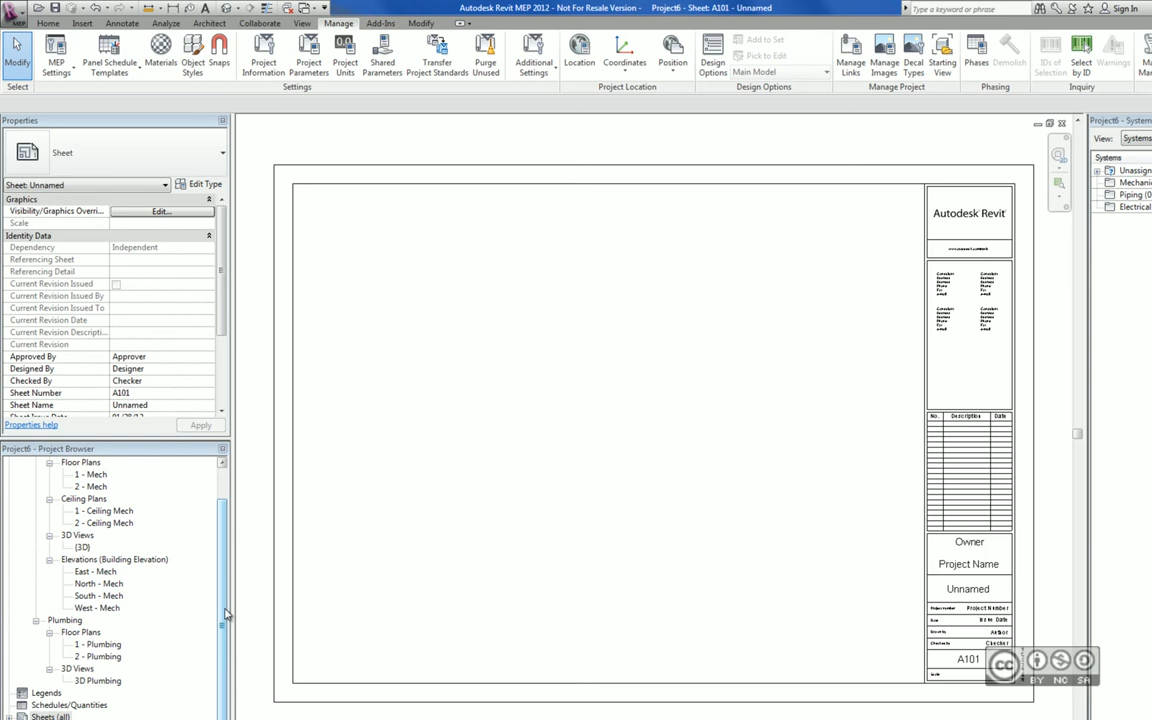 Autodesk Revit MEP 2012 - Not For Resale Version - Project6 - Sheet: A101 - Unnamed
Type a keyword or phrase
Sign In
Home Insert Annotate Analyze Architect Collaborate View Manage Add-Ins Modify
Modify
MEP Settings
Panel Schedule Templates
Materials
Object Styles
Snaps
Project Information
Project Parameters
Project Units
Shared Parameters
Transfer Project Standards
Purge Unused
Additional Settings
Location
Coordinates
Position
Design Options
Add to Set
Pick to Edit
Main Model
Manage Links
Manage Images
Decal Types
Starting View
Phases
Demolish
IDs of Selection
Select by ID
Warnings
Select
Settings
Project Location
Design Options
Manage Project
Phasing
Inquiry
Properties
Sheet
Sheet: Unnamed
Edit Type
Graphics
Visibility/Graphics Overri... Edit...
Scale
Identity Data
Dependency Independent
Referencing Sheet
Referencing Detail
Current Revision Issued
Current Revision Issued By
Current Revision Issued To
Current Revision Date
Current Revision Descripti...
Current Revision
Approved By Approver
Designed By Designer
Checked By Checker
Sheet Number A101
Sheet Name Unnamed
Properties help
Apply
Project6 - Project Browser
Floor Plans
1 - Mech
2 - Mech
Ceiling Plans
1 - Ceiling Mech
2 - Ceiling Mech
3D Views
{3D}
Elevations (Building Elevation)
East - Mech
North - Mech
South - Mech
West - Mech
Plumbing
Floor Plans
1 - Plumbing
2 - Plumbing
3D Views
3D Plumbing
Legends
Schedules/Quantities
Sheets (all)
Autodesk Revit
No. Description Date
Owner
Project Name
Unnamed
Project Number
Author
Checker
A101
BY NC SA
Project6 - System
View: Systems
Systems
Unassign
Mechani
Piping (0
Electrical